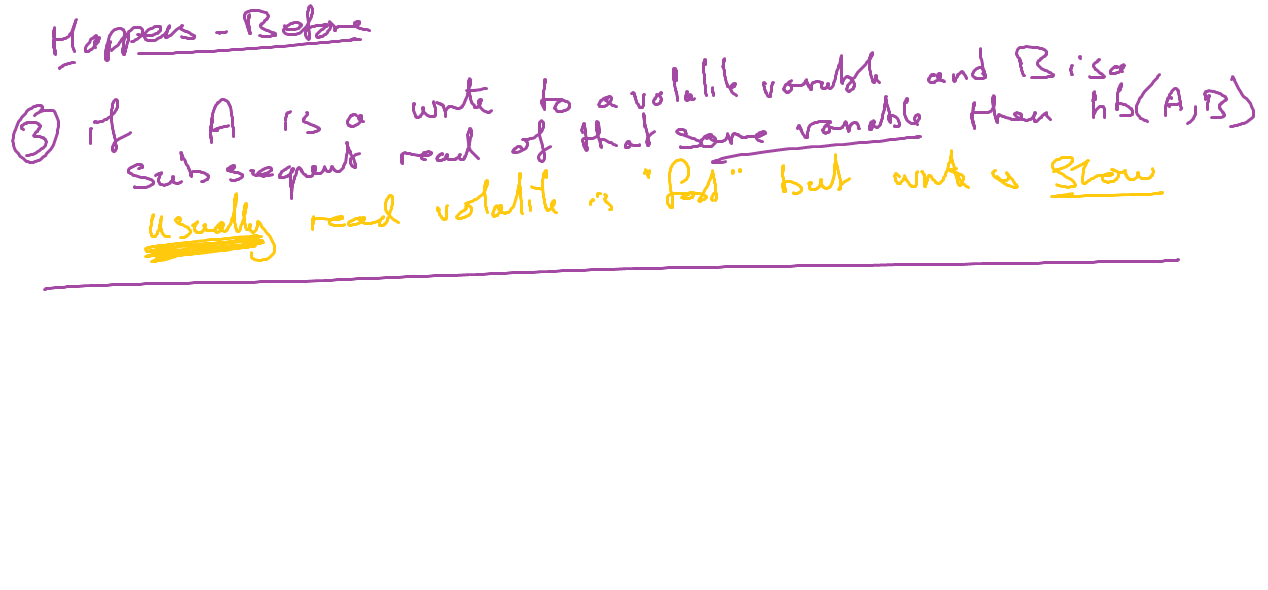 Happens - Before
③ if A is a write to a volatile variable and B is a
subsequent read of that same variable then hb(A,B)
usually read volatile is "fast" but write is slow